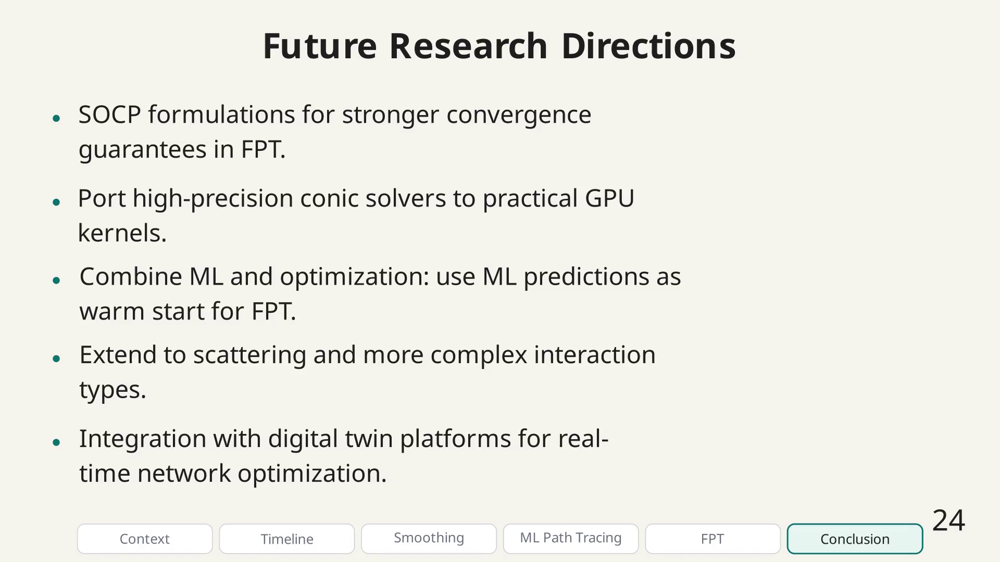 Future Research Directions
• SOCP formulations for stronger convergence
guarantees in FPT.
• Port high-precision conic solvers to practical GPU
kernels.
• Combine ML and optimization: use ML predictions as
warm start for FPT.
• Extend to scattering and more complex interaction
types.
• Integration with digital twin platforms for real-
time network optimization.
24
Context
Timeline
Smoothing
ML Path Tracing
FPT
Conclusion